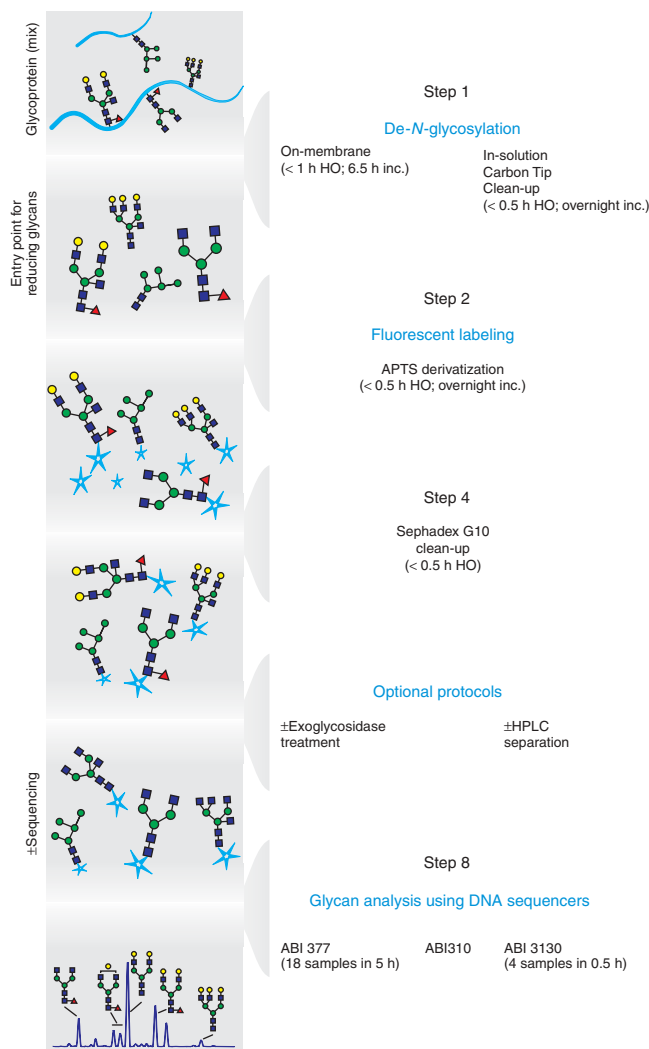 Glycoprotein (mix)
Step 1
De-N-glycosylation
On-membrane
(< 1 h HO; 6.5 h inc.)
In-solution
Carbon Tip
Clean-up
(< 0.5 h HO; overnight inc.)
Entry point for
reducing glycans
Step 2
Fluorescent labeling
APTS derivatization
(< 0.5 h HO; overnight inc.)
Step 4
Sephadex G10
clean-up
(< 0.5 h HO)
Optional protocols
±Exoglycosidase
treatment
±HPLC
separation
±Sequencing
Step 8
Glycan analysis using DNA sequencers
ABI 377
(18 samples in 5 h)
ABI310
ABI 3130
(4 samples in 0.5 h)